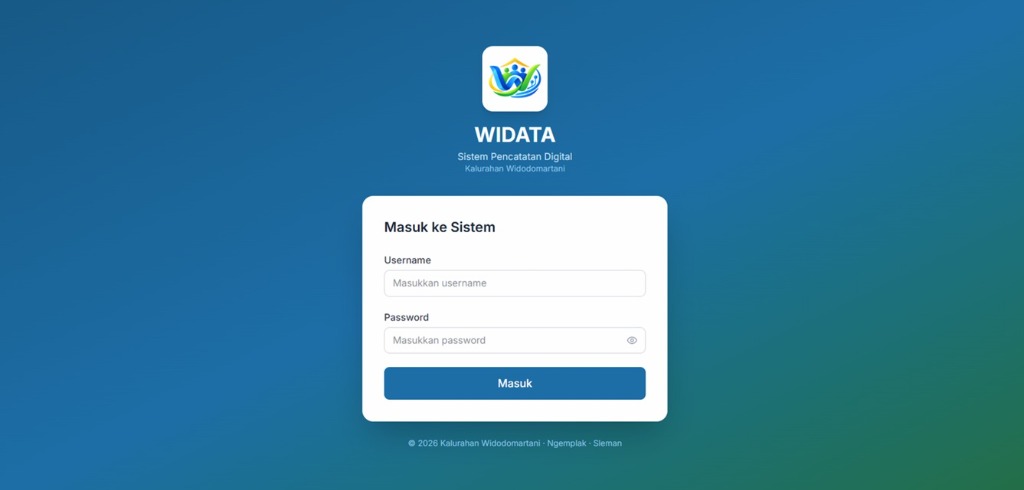 WIDATA
Sistem Pencatatan Digital
Kalurahan Widodomartani
Masuk ke Sistem
Username
Masukkan username
Password
Masukkan password
Masuk
© 2026 Kalurahan Widodomartani · Ngemplak · Sleman